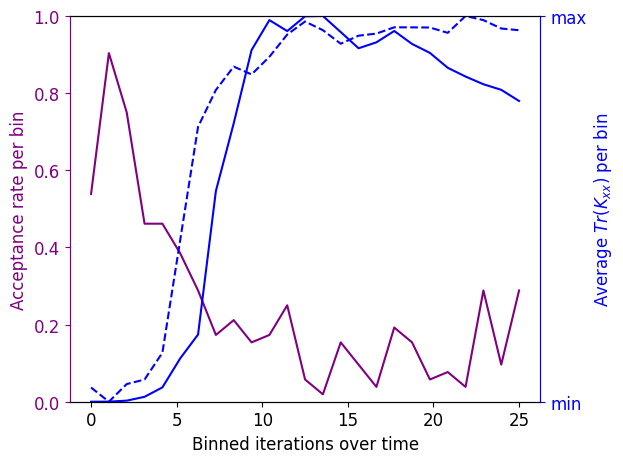 1.0
0.8
0.6
0.4
0.2
0.0
Acceptance rate per bin
0 5 10 15 20 25
Binned iterations over time
max
min
Average Tr(Kxx) per bin